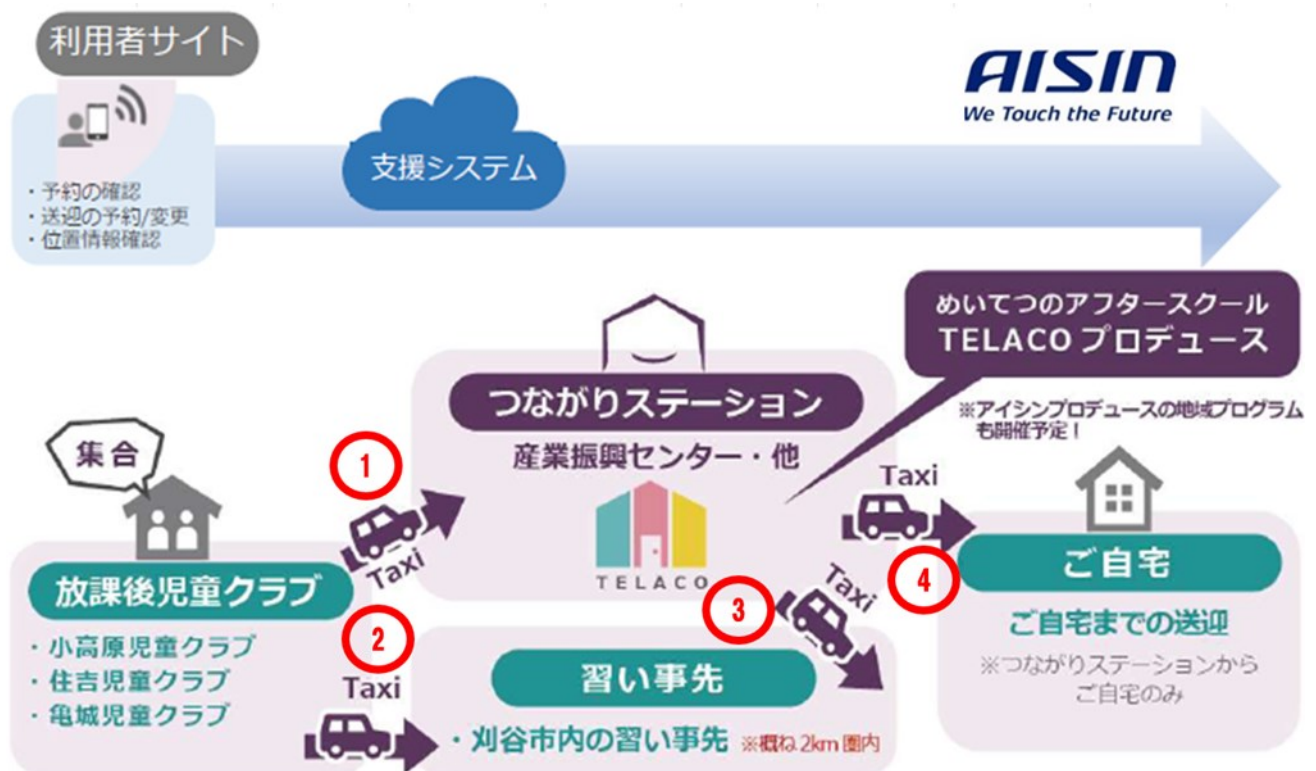 利用者サイト
・予約の確認
・送迎の予約/変更
・位置情報確認
支援システム
AISIN
We Touch the Future
めいてつのアフタースクール
TELACO プロデュース
※アイシンプロデュースの地域プログラム
も開催予定!
つながりステーション
産業振興センター・他
TELACO
集合
放課後児童クラブ
・小高原児童クラブ
・住吉児童クラブ
・亀城児童クラブ
1
Taxi
2
Taxi
習い事先
・刈谷市内の習い事先 ※概ね2km圏内
3
Taxi
Taxi
4
ご自宅
ご自宅までの送迎
※つながりステーションから
ご自宅のみ